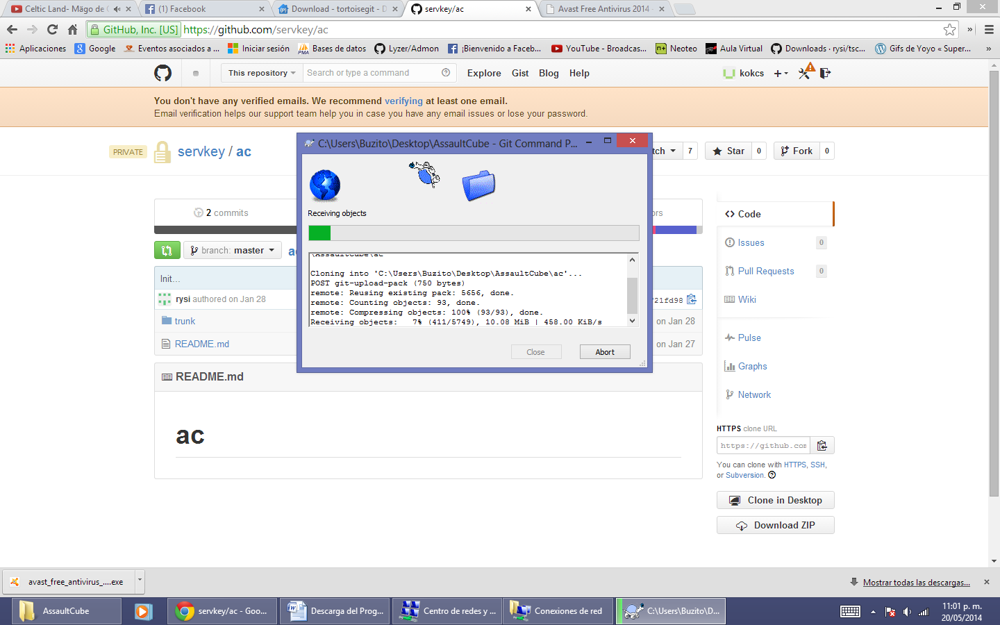 Celtic Land- Mägo de O
(1) Facebook
Download - tortoisegit - D
servkey/ac
Avast Free Antivirus 2014
GitHub, Inc. [US] https://github.com/servkey/ac
Aplicaciones
Google
Eventos asociados a ...
Iniciar sesión
Bases de datos
Lyzer/Admon
¡Bienvenido a Faceb...
YouTube - Broadcas...
Neoteo
Aula Virtual
Downloads · rysi/tsc...
Gifs de Yoyo « Super...
»
This repository
Search or type a command
Explore
Gist
Blog
Help
kokcs
You don't have any verified emails. We recommend verifying at least one email.
Email verification helps our support team help you in case you have any email issues or lose your password.
PRIVATE
servkey / ac
tch
7
Star
0
Fork
0
C:\Users\Buzito\Desktop\AssaultCube - Git Command P...
Receiving objects
\AssaultCube\ac
Cloning into 'C:\Users\Buzito\Desktop\AssaultCube\ac'...
POST git-upload-pack (750 bytes)
remote: Reusing existing pack: 5656, done.
remote: Counting objects: 93, done.
remote: Compressing objects: 100% (93/93), done.
Receiving objects:   7% (411/5749), 10.08 MiB | 458.00 KiB/s
Close
Abort
2 commits
ors
branch: master
ac
Init...
rysi authored on Jan 28
721fd98
trunk
on Jan 28
README.md
on Jan 27
README.md
ac
Code
Issues
0
Pull Requests
0
Wiki
Pulse
Graphs
Network
HTTPS clone URL
https://github.com
You can clone with HTTPS, SSH,
or Subversion.
Clone in Desktop
Download ZIP
avast_free_antivirus_....exe
Mostrar todas las descargas...
AssaultCube
servkey/ac - Goo...
Descarga del Prog...
Centro de redes y ...
Conexiones de red
C:\Users\Buzito\D...
11:01 p. m.
20/05/2014